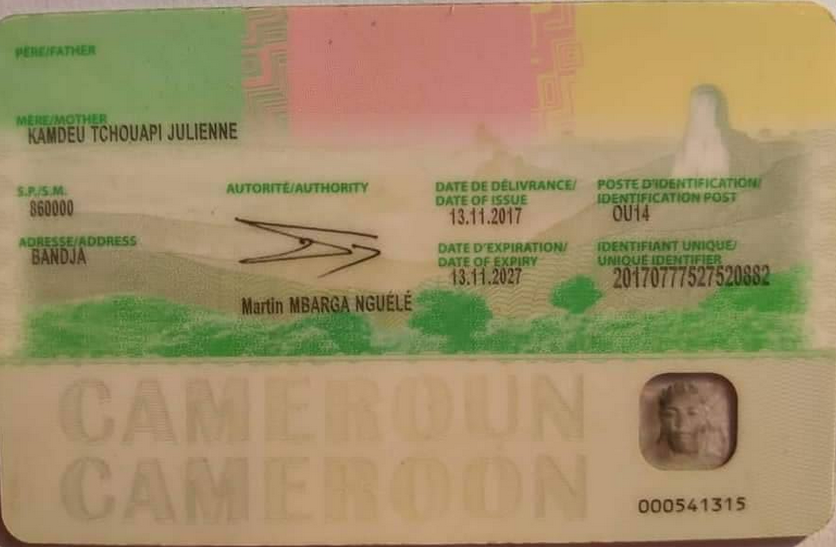 PÈRE/FATHER
MÈRE/MOTHER
KAMDEU TCHOUAPI JULIENNE
S.P./S.M.
860000
ADRESSE/ADDRESS
BANDJA
AUTORITÉ/AUTHORITY
Martin MBARGA NGUÉLÉ
DATE DE DÉLIVRANCE/
DATE OF ISSUE
13.11.2017
DATE D'EXPIRATION/
DATE OF EXPIRY
13.11.2027
POSTE D'IDENTIFICATION/
IDENTIFICATION POST
OU14
IDENTIFIANT UNIQUE/
UNIQUE IDENTIFIER
20170777527520882
CAMEROUN
CAMEROON
000541315